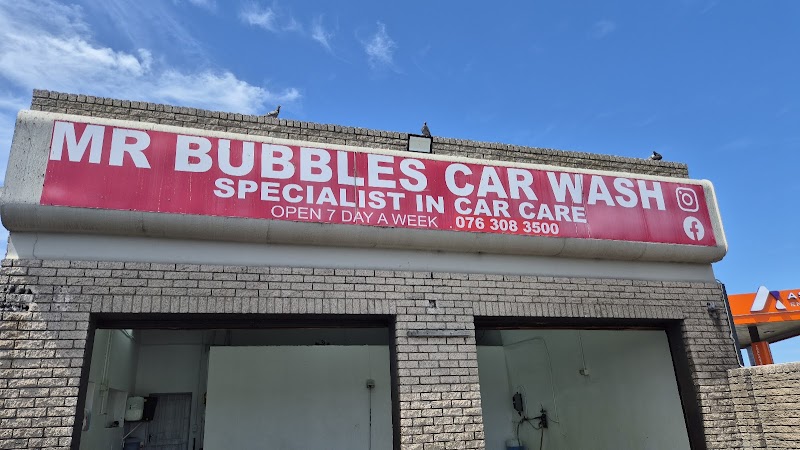 MR BUBBLES CAR WASH
SPECIALIST IN CAR CARE
OPEN 7 DAY A WEEK 076 308 3500